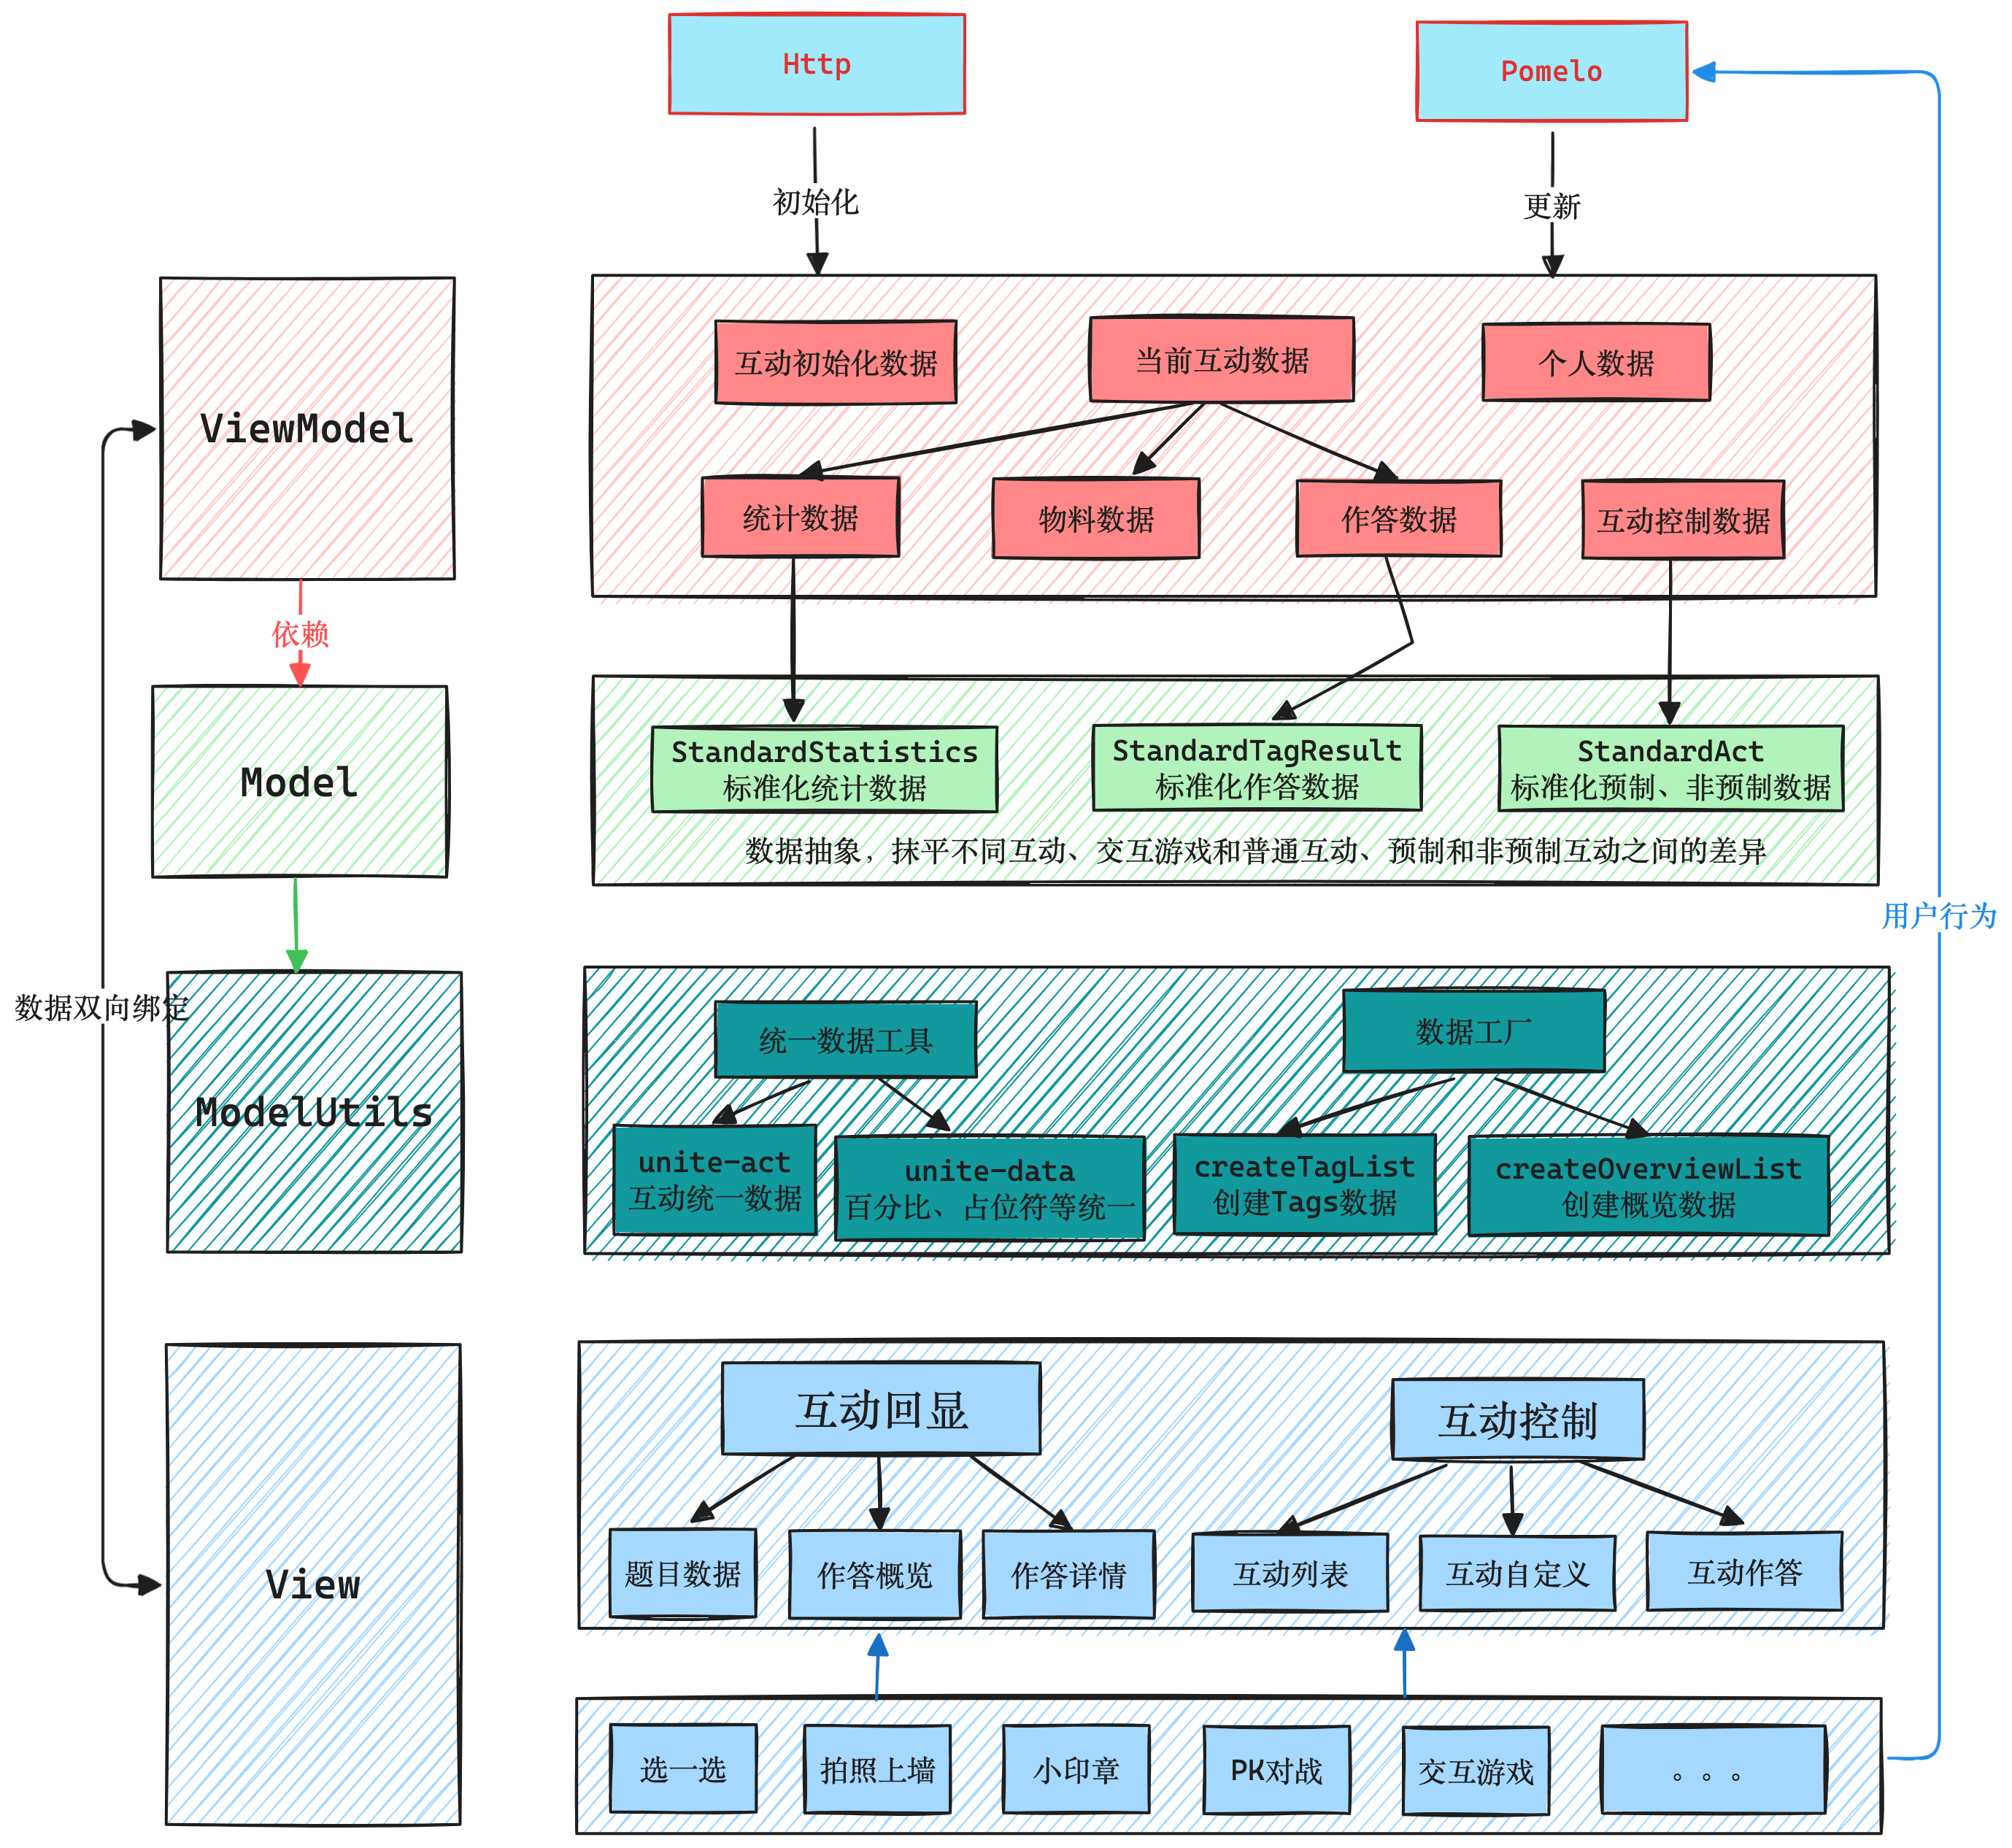 Http
Pomelo
初始化
更新
ViewModel
互动初始化数据
当前互动数据
个人数据
统计数据
物料数据
作答数据
互动控制数据
依赖
Model
StandardStatistics
标准化统计数据
StandardTagResult
标准化作答数据
StandardAct
标准化预制、非预制数据
数据抽象，抹平不同互动、交互游戏和普通互动、预制和非预制互动之间的差异
用户行为
数据双向绑定
ModelUtils
统一数据工具
数据工厂
unite-act
互动统一数据
unite-data
百分比、占位符等统一
createTagList
创建Tags数据
createOverviewList
创建概览数据
View
互动回显
互动控制
题目数据
作答概览
作答详情
互动列表
互动自定义
互动作答
选一选
拍照上墙
小印章
PK对战
交互游戏
。。。